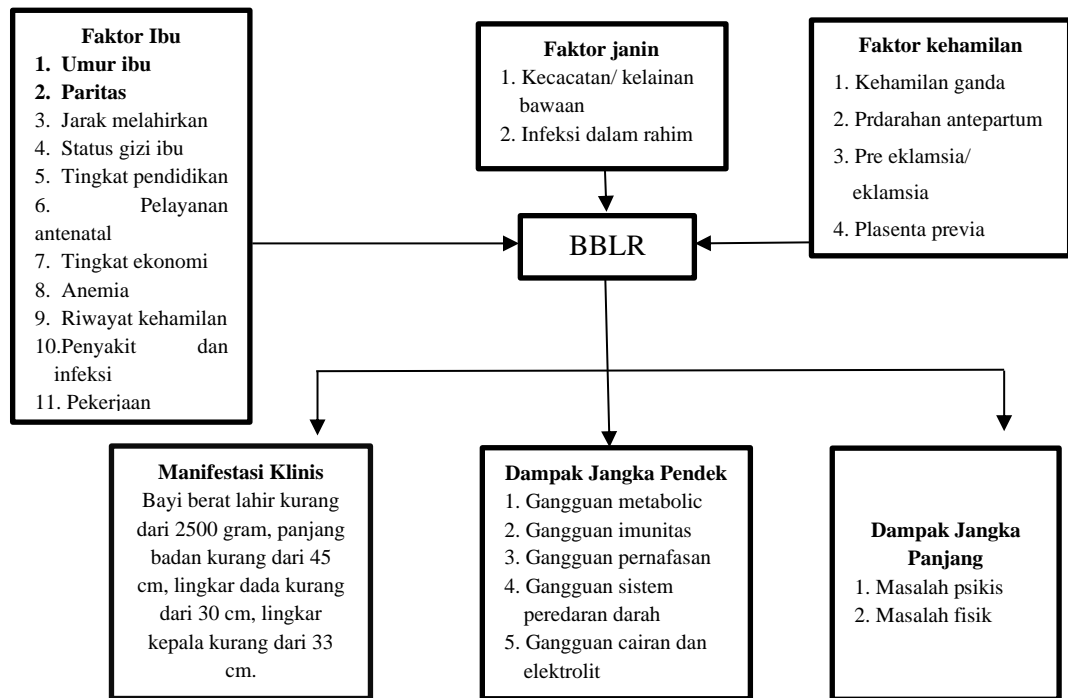 Faktor Ibu
1. Umur ibu
2. Paritas
3. Jarak melahirkan
4. Status gizi ibu
5. Tingkat pendidikan
6. Pelayanan
antenatal
7. Tingkat ekonomi
8. Anemia
9. Riwayat kehamilan
10.Penyakit dan
infeksi
11. Pekerjaan
Faktor janin
1. Kecacatan/ kelainan
bawaan
2. Infeksi dalam rahim
Faktor kehamilan
1. Kehamilan ganda
2. Prdarahan antepartum
3. Pre eklamsia/
eklamsia
4. Plasenta previa
BBLR
Manifestasi Klinis
Bayi berat lahir kurang
dari 2500 gram, panjang
badan kurang dari 45
cm, lingkar dada kurang
dari 30 cm, lingkar
kepala kurang dari 33
cm.
Dampak Jangka Pendek
1. Gangguan metabolic
2. Gangguan imunitas
3. Gangguan pernafasan
4. Gangguan sistem
peredaran darah
5. Gangguan cairan dan
elektrolit
Dampak Jangka
Panjang
1. Masalah psikis
2. Masalah fisik